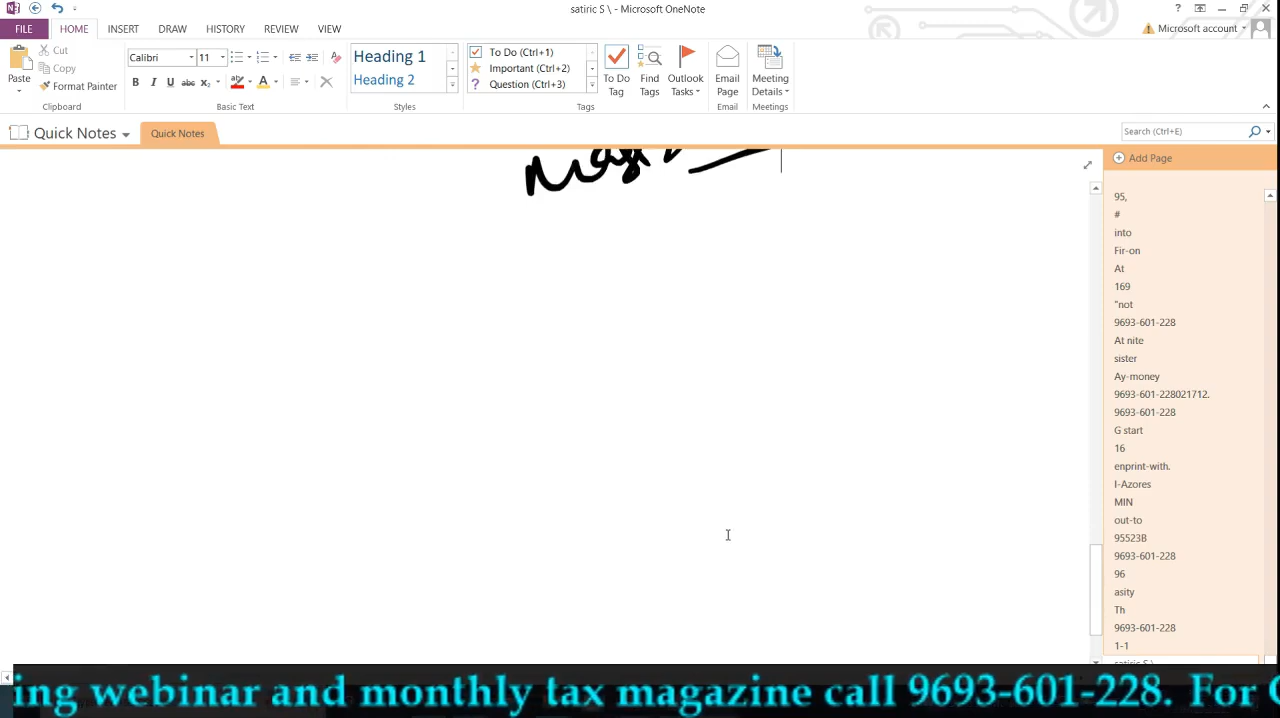 satiric S \ - Microsoft OneNote
?
FILE
HOME
INSERT
DRAW
HISTORY
REVIEW
VIEW
Microsoft account
Paste
Cut
Copy
Format Painter
Clipboard
Calibri
11
B I U abc x₂
ab A
Basic Text
Heading 1
Heading 2
Styles
To Do (Ctrl+1)
Important (Ctrl+2)
? Question (Ctrl+3)
To Do
Tag
Find
Tags
Outlook
Tasks
Tags
Email
Page
Email
Meeting
Details
Meetings
Quick Notes
Quick Notes
Search (Ctrl+E)
Add Page
95,
#
into
Fir-on
At
169
"not
9693-601-228
At nite
sister
Ay-money
9693-601-228021712.
9693-601-228
G start
16
enprint-with.
I-Azores
MIN
out-to
95523B
9693-601-228
96
asity
Th
9693-601-228
1-1
satiric S \
ing webinar and monthly tax magazine call 9693-601-228. For